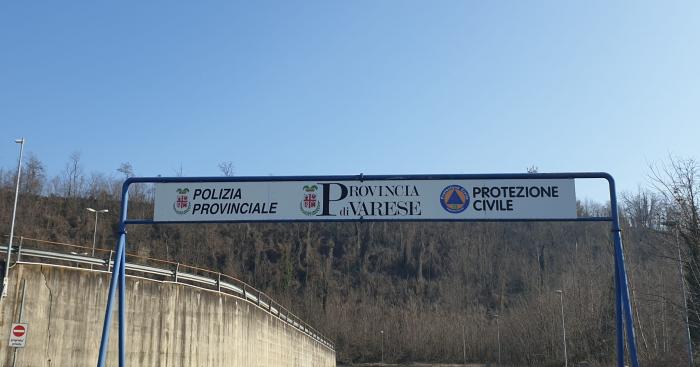 POLIZIA
PROVINCIALE
PROVINCIA
di VARESE
PROTEZIONE
CIVILE